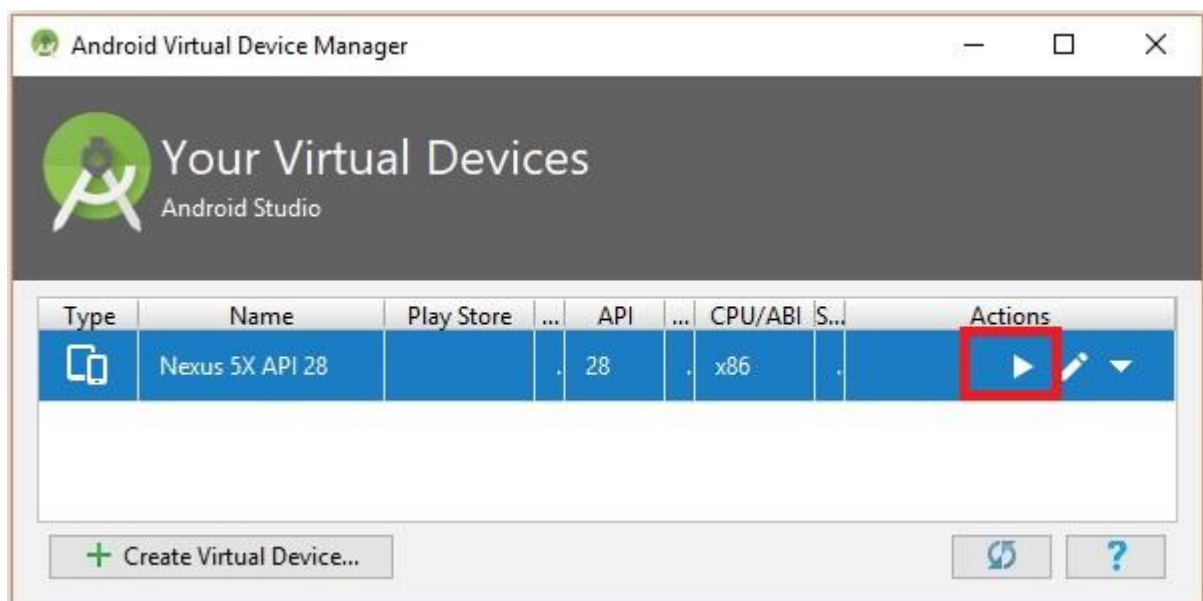 Android Virtual Device Manager
Your Virtual Devices
Android Studio
Type Name Play Store ... API ... CPU/ABI S... Actions
Nexus 5X API 28 . 28 . x86 .
+ Create Virtual Device... ?